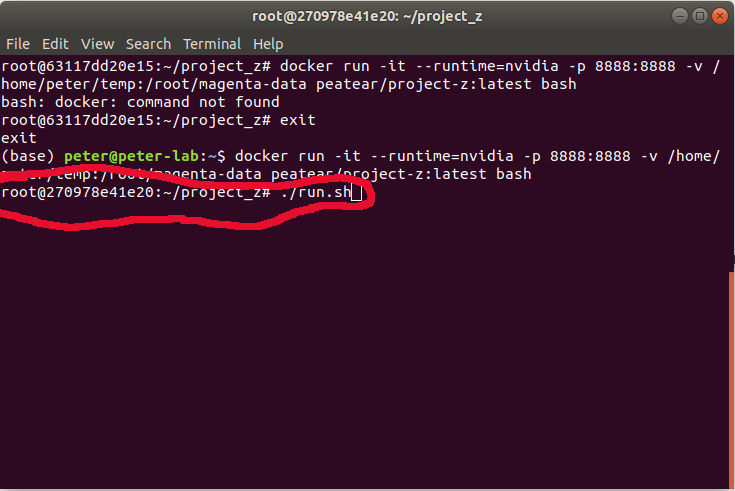 root@270978e41e20: ~/project_z
File Edit View Search Terminal Help
root@63117dd20e15:~/project_z# docker run -it --runtime=nvidia -p 8888:8888 -v /
home/peter/temp:/root/magenta-data peatear/project-z:latest bash
bash: docker: command not found
root@63117dd20e15:~/project_z# exit
exit
(base) peter@peter-lab:~$ docker run -it --runtime=nvidia -p 8888:8888 -v /home/
peter/temp:/root/magenta-data peatear/project-z:latest bash
root@270978e41e20:~/project_z# ./run.sh